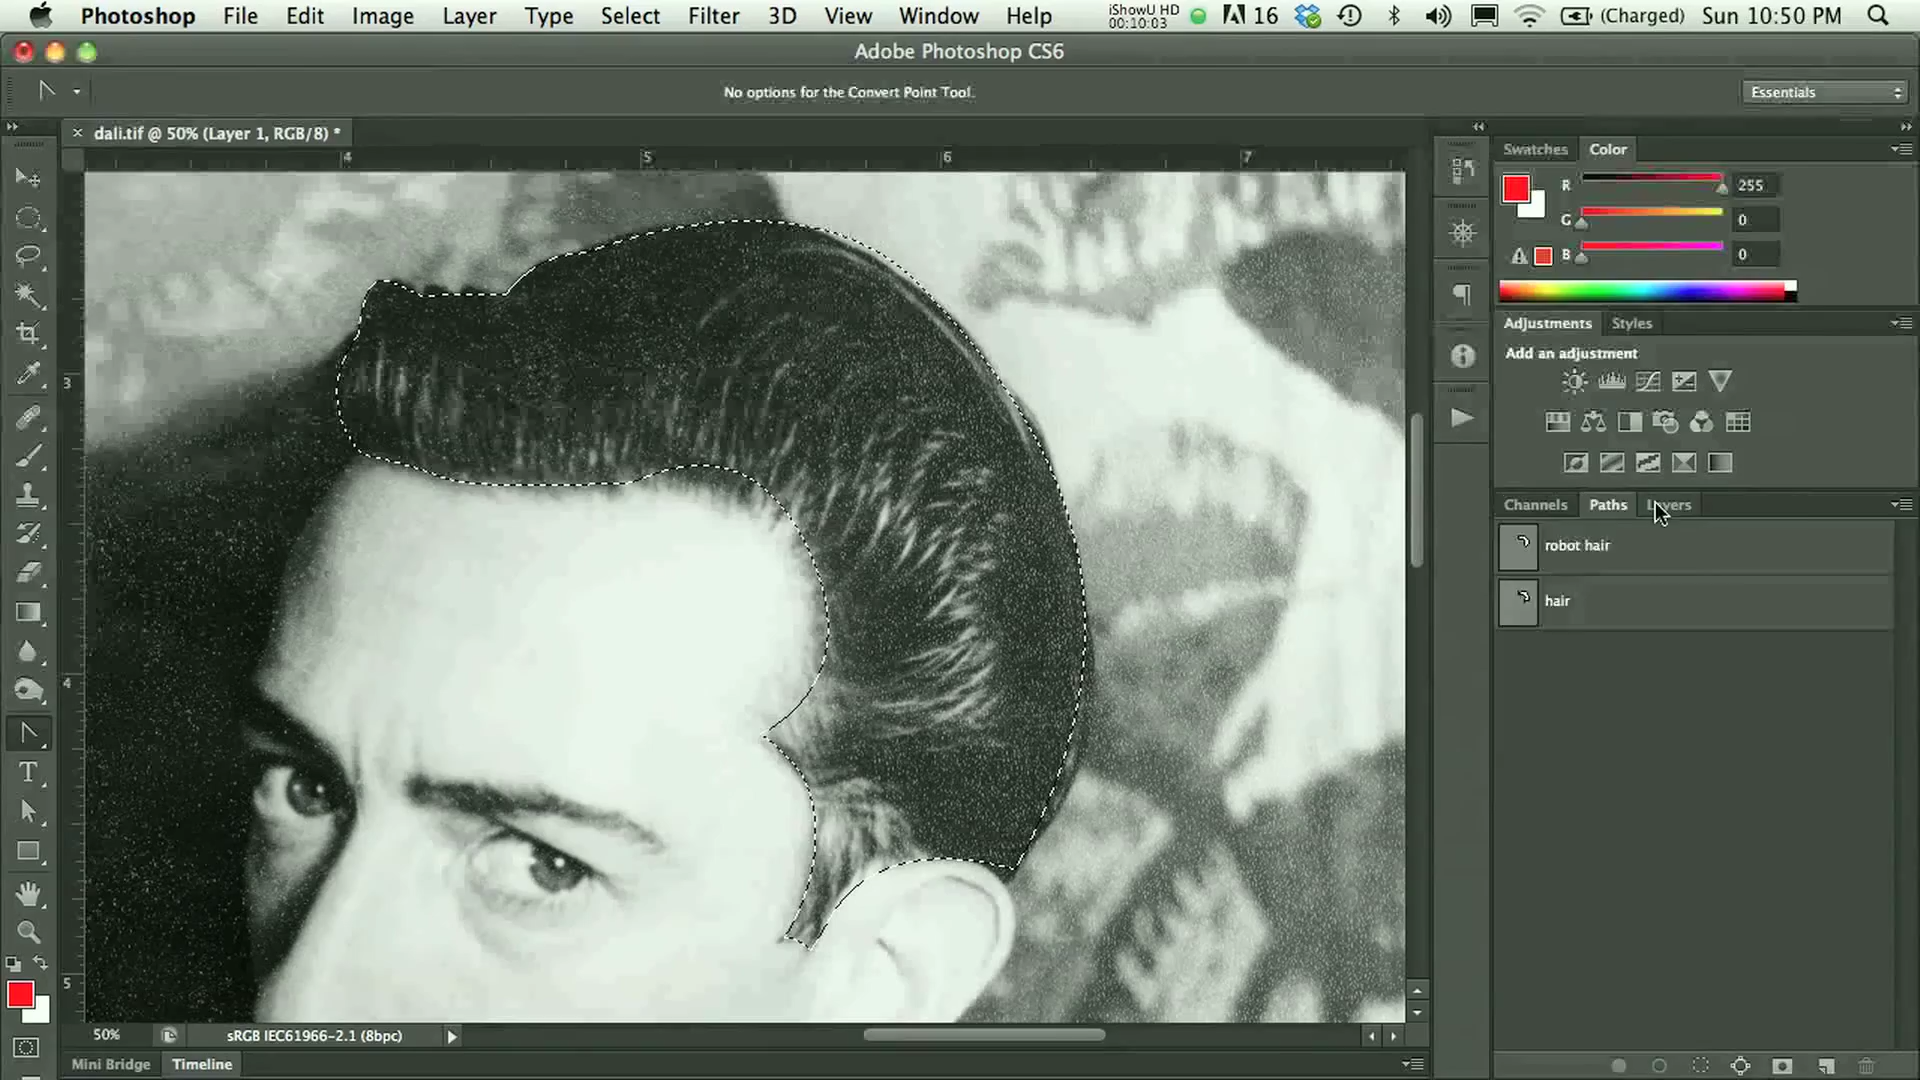 Photoshop File Edit Image Layer Type Select Filter 3D View Window Help iShowU HD 00:10:03 16 (Charged) Sun 10:50 PM
Adobe Photoshop CS6
No options for the Convert Point Tool. Essentials
× dali.tif @ 50% (Layer 1, RGB/8) *
4 5 6 7
3
4
5
Swatches Color
R 255
G 0
B 0
Adjustments Styles
Add an adjustment
Channels Paths Layers
robot hair
hair
T
50% sRGB IEC61966-2.1 (8bpc)
Mini Bridge Timeline